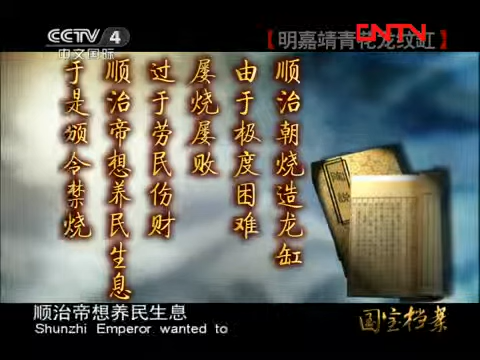 CCTV 4
中文国际
CNTV
【明嘉靖青花龙纹缸】
顺治朝烧造龙缸
由于极度困难
屡烧屡败
过于劳民伤财
顺治帝想养民生息
于是颁令禁烧
顺治帝想养民生息
Shunzhi Emperor wanted to
国宝档案